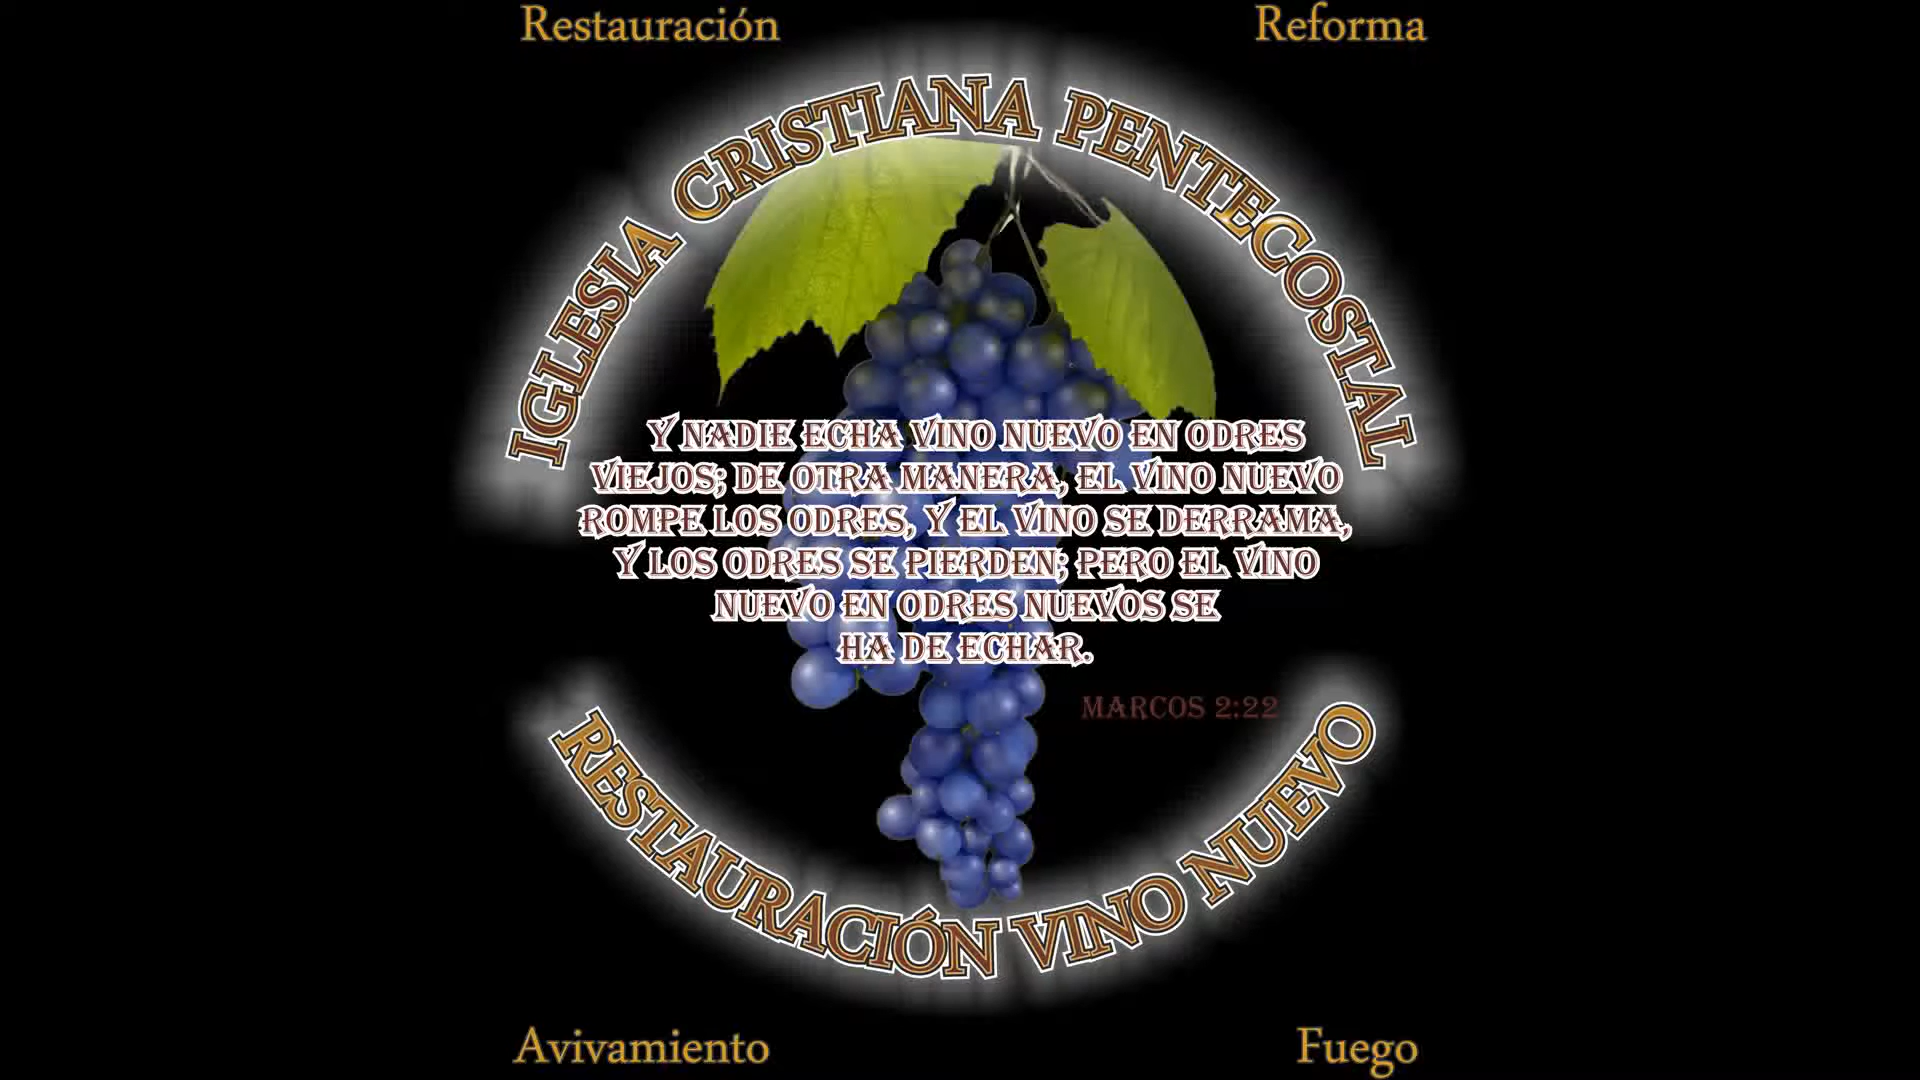 Restauración
Reforma
IGLESIA CRISTIANA PENTECOSTAL
Y NADIE ECHA VINO NUEVO EN ODRES
VIEJOS; DE OTRA MANERA, EL VINO NUEVO
ROMPE LOS ODRES, Y EL VINO SE DERRAMA,
Y LOS ODRES SE PIERDEN; PERO EL VINO
NUEVO EN ODRES NUEVOS SE
HA DE ECHAR.
MARCOS 2:22
RESTAURACIÓN VINO NUEVO
Avivamiento
Fuego